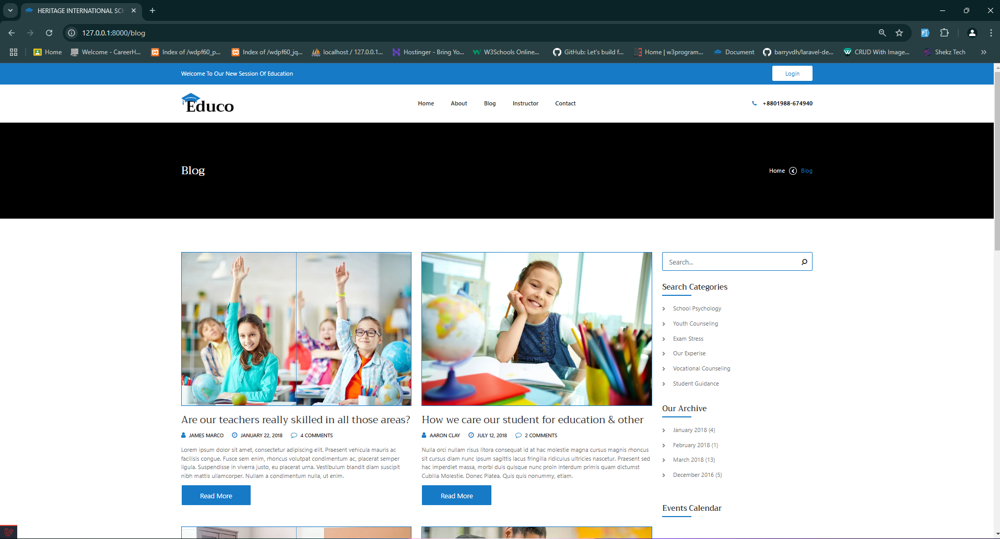 HERITAGE INTERNATIONAL SCH
127.0.0.1:8000/blog
Home
Welcome - CareerH...
Index of /wdpf60_p...
Index of /wdpf60_jq...
localhost / 127.0.0.1...
Hostinger - Bring Yo...
W3Schools Online...
GitHub: Let's build f...
Home | w3program...
Document
barryvdh/laravel-de...
CRUD With Image...
Shekz Tech
Welcome To Our New Session Of Education
Login
Educo
Home
About
Blog
Instructor
Contact
+8801988-674940
Blog
Home
Blog
Are our teachers really skilled in all those areas?
JAMES MARCO
JANUARY 22, 2018
4 COMMENTS
Lorem ipsum dolor sit amet, consectetur adipiscing elit. Praesent vehicula mauris ac
facilisis congue. Fusce sem enim, rhoncus volutpat condimentum ac, placerat semper
ligula. Suspendisse in viverra justo, eu placerat urna. Vestibulum blandit diam suscipit
nibh mattis ullamcorper. Nullam a condimentum nulla, ut enim.
Read More
How we care our student for education & other
AARON CLAY
JULY 12, 2018
2 COMMENTS
Nulla orci nullam risus litora consequat id at hac molestie magna cursus magnis rhoncus
sit cursus diam nunc ipsum sagittis lacus fringilla ridiculus ultricies nascetur. Praesent sed
hac imperdiet massa, morbi duis quisque nunc proin interdum primis quam dictumst
Cubilia Molestie. Donec Platea. Quis quis nonummy, etiam.
Read More
Search...
Search Categories
School Psychology
Youth Counseling
Exam Stress
Our Experise
Vocational Counseling
Student Guidance
Our Archive
January 2018 (4)
February 2018 (1)
March 2018 (13)
December 2016 (5)
Events Calendar